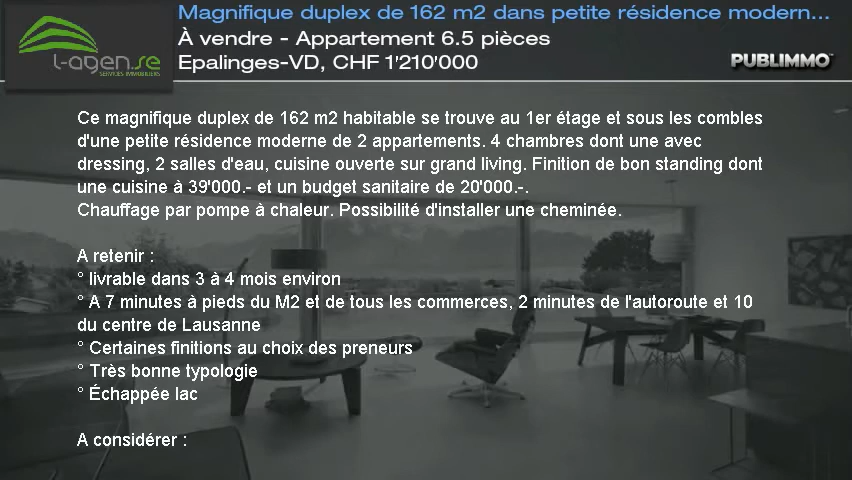 Magnifique duplex de 162 m2 dans petite résidence modern...
À vendre - Appartement 6.5 pièces
Epalinges-VD, CHF 1'210'000
l-agen.se
SERVICES IMMOBILIERS
PUBLIMMO
Ce magnifique duplex de 162 m2 habitable se trouve au 1er étage et sous les combles
d'une petite résidence moderne de 2 appartements. 4 chambres dont une avec
dressing, 2 salles d'eau, cuisine ouverte sur grand living. Finition de bon standing dont
une cuisine à 39'000.- et un budget sanitaire de 20'000.-.
Chauffage par pompe à chaleur. Possibilité d'installer une cheminée.
A retenir :
° livrable dans 3 à 4 mois environ
° A 7 minutes à pieds du M2 et de tous les commerces, 2 minutes de l'autoroute et 10
du centre de Lausanne
° Certaines finitions au choix des preneurs
° Très bonne typologie
° Échappée lac
A considérer :